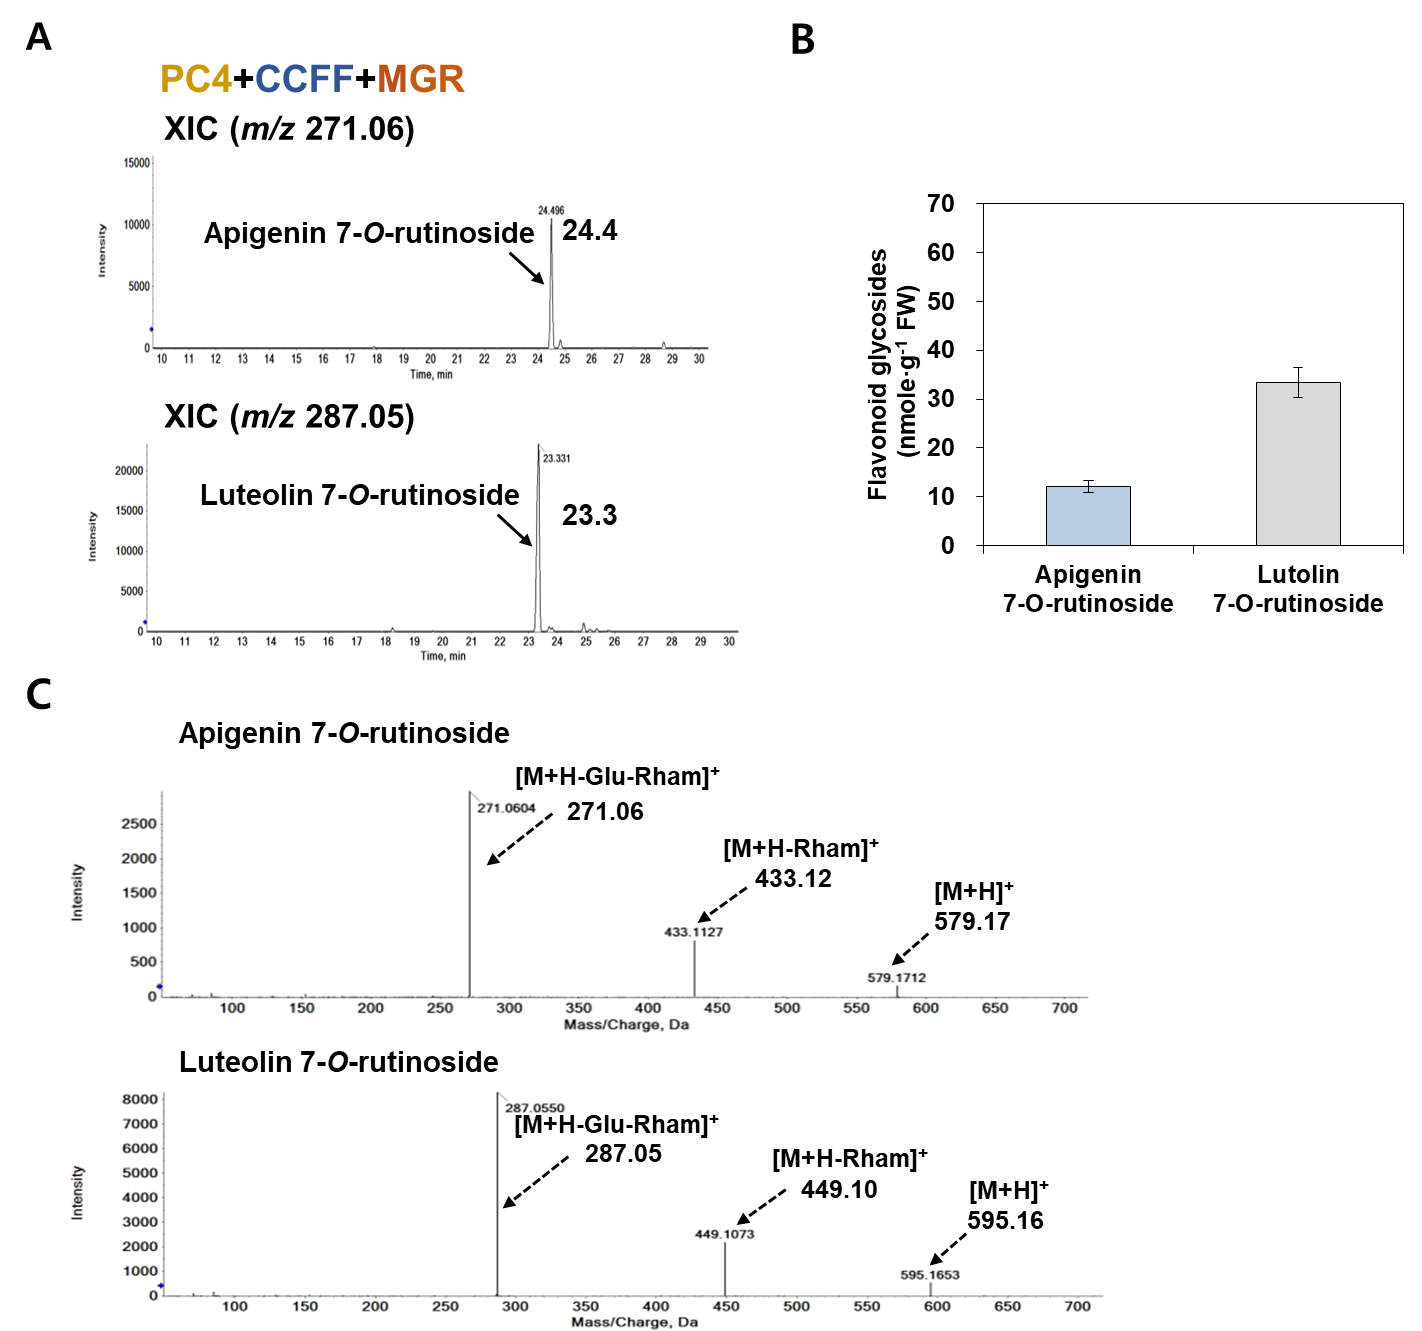 A
PC4+CCFF+MGR
XIC (m/z 271.06)
15000
10000
5000
0
Intensity
24.496
Apigenin 7-O-rutinoside
24.4
10 11 12 13 14 15 16 17 18 19 20 21 22 23 24 25 26 27 28 29 30
Time, min
XIC (m/z 287.05)
20000
15000
10000
5000
0
Intensity
23.331
Luteolin 7-O-rutinoside
23.3
10 11 12 13 14 15 16 17 18 19 20 21 22 23 24 25 26 27 28 29 30
Time, min
B
Flavonoid glycosides
(nmole·g⁻¹ FW)
70
60
50
40
30
20
10
0
Apigenin
7-O-rutinoside
Lutolin
7-O-rutinoside
C
Apigenin 7-O-rutinoside
[M+H-Glu-Rham]⁺
271.0604
271.06
[M+H-Rham]⁺
433.12
433.1127
[M+H]⁺
579.17
579.1712
2500
2000
1500
1000
500
0
Intensity
100 150 200 250 300 350 400 450 500 550 600 650 700
Mass/Charge, Da
Luteolin 7-O-rutinoside
287.0550
[M+H-Glu-Rham]⁺
287.05
[M+H-Rham]⁺
449.10
449.1073
[M+H]⁺
595.16
595.1653
8000
7000
6000
5000
4000
3000
2000
1000
0
Intensity
100 150 200 250 300 350 400 450 500 550 600 650 700
Mass/Charge, Da